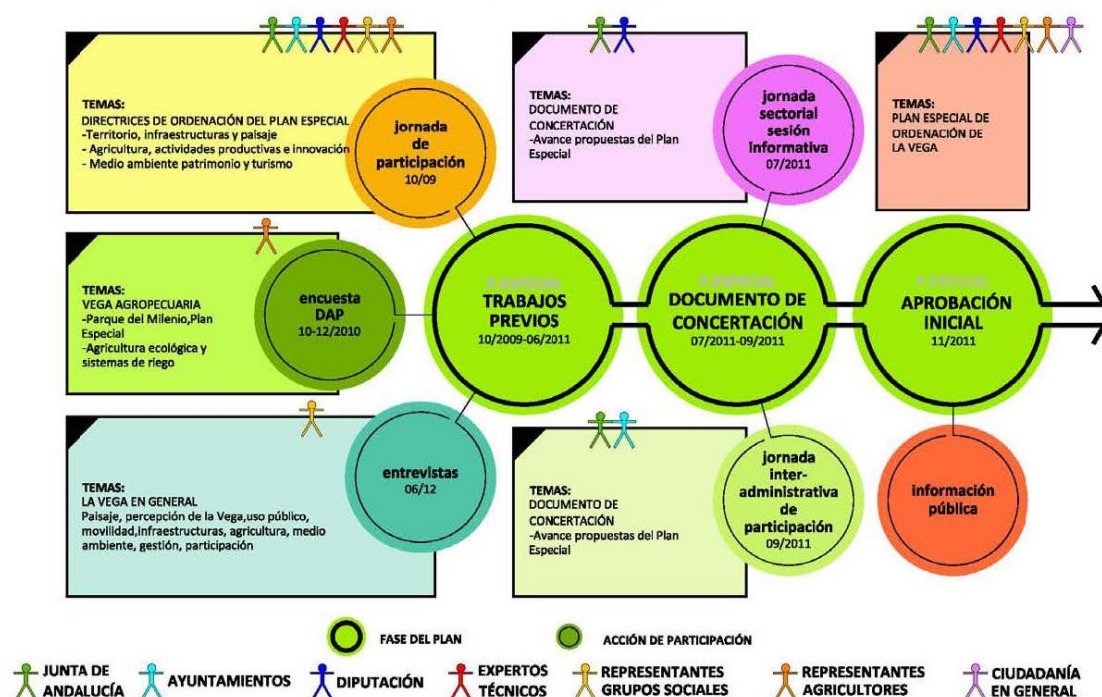 TEMAS:
DIRECTRICES DE ORDENACIÓN DEL PLAN ESPECIAL
-Territorio, infraestructuras y paisaje
- Agricultura, actividades productivas e innovación
- Medio ambiente patrimonio y turismo
jornada
de
participación
10/09
TEMAS:
DOCUMENTO DE
CONCERTACIÓN
-Avance propuestas del Plan
Especial
jornada
sectorial
sesión
informativa
07/2011
TEMAS:
PLAN ESPECIAL DE
ORDENACIÓN DE
LA VEGA
TEMAS:
VEGA AGROPECUARIA
-Parque del Milenio,Plan
Especial
-Agricultura ecológica y
sistemas de riego
encuesta
DAP
10-12/2010
P.ESPECIAL
TRABAJOS
PREVIOS
10/2009-06/2011
P.ESPECIAL
DOCUMENTO DE
CONCERTACIÓN
07/2011-09/2011
P.ESPECIAL
APROBACIÓN
INICIAL
11/2011
TEMAS:
LA VEGA EN GENERAL
Paisaje, percepción de la Vega,uso público,
movilidad,infraestructuras, agricultura, medio
ambiente, gestión, participación
entrevistas
06/12
TEMAS:
DOCUMENTO DE
CONCERTACIÓN
-Avance propuestas del Plan
Especial
jornada
inter-
administrativa
de
participación
09/2011
información
pública
FASE DEL PLAN
ACCIÓN DE PARTICIPACIÓN
JUNTA DE
ANDALUCÍA
AYUNTAMIENTOS
DIPUTACIÓN
EXPERTOS
TÉCNICOS
REPRESENTANTES
GRUPOS SOCIALES
REPRESENTANTES
AGRICULTORES
CIUDADANÍA
EN GENERAL